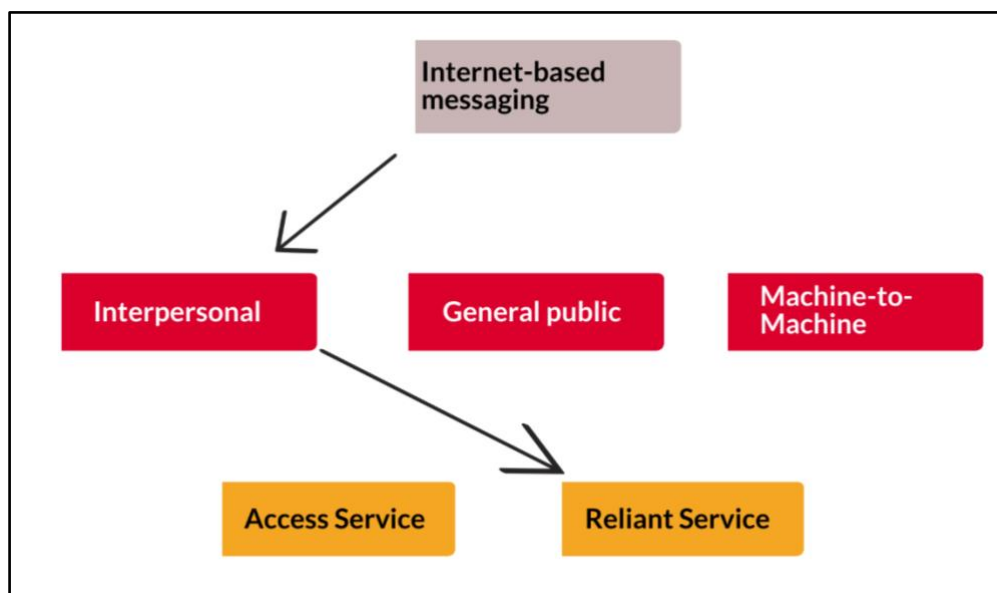 Internet-based
messaging
Interpersonal
General public
Machine-to-
Machine
Access Service
Reliant Service